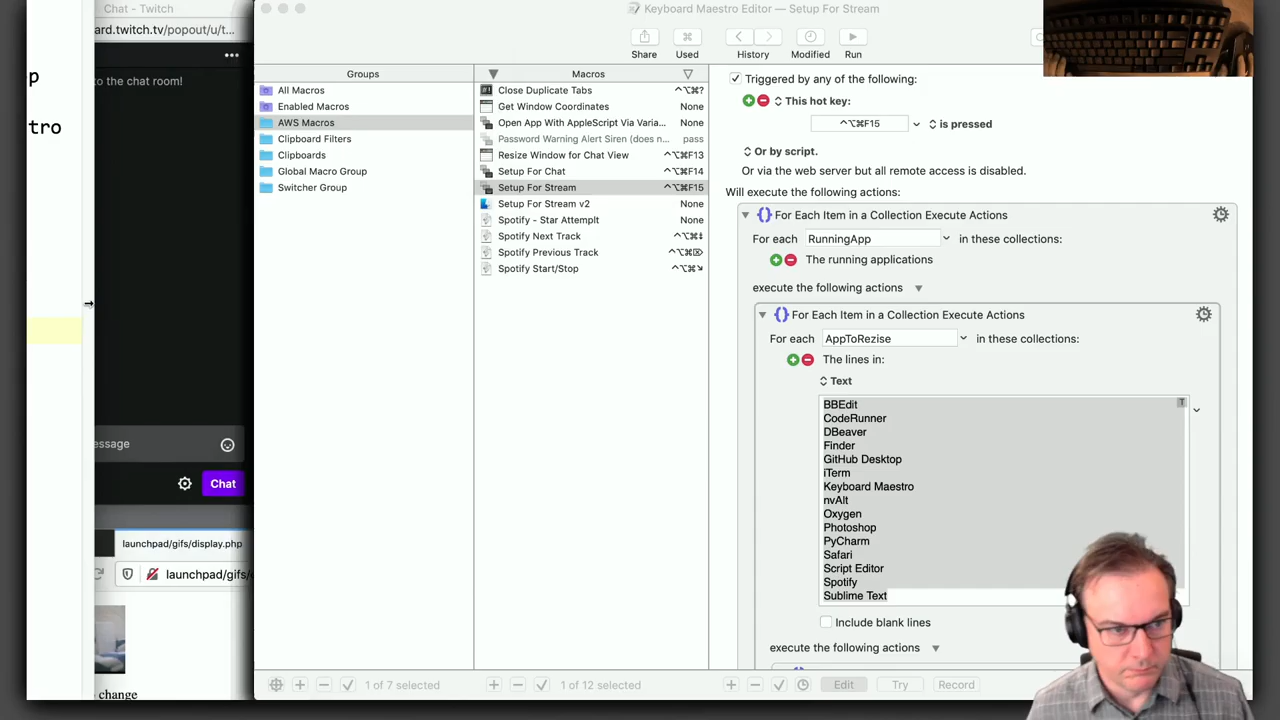 Chat - Twitch
ard.twitch.tv/popout/u/t...
to the chat room!
p
tro
essage
Chat
launchpad/gifs/display.php
launchpad/gifs/
change
Keyboard Maestro Editor — Setup For Stream
Share
Used
History
Modified
Run
Groups
All Macros
Enabled Macros
AWS Macros
Clipboard Filters
Clipboards
Global Macro Group
Switcher Group
Macros
Close Duplicate Tabs ^⌥⌘?
Get Window Coordinates None
Open App With AppleScript Via Varia... None
Password Warning Alert Siren (does n... pass
Resize Window for Chat View ^⌥⌘F13
Setup For Chat ^⌥⌘F14
Setup For Stream ^⌥⌘F15
Setup For Stream v2 None
Spotify - Star AttempIt None
Spotify Next Track ^⌥⌘⇟
Spotify Previous Track ^⌥⌘⌦
Spotify Start/Stop ^⌥⌘↘
Triggered by any of the following:
This hot key:
^⌥⌘F15 is pressed
Or by script.
Or via the web server but all remote access is disabled.
Will execute the following actions:
For Each Item in a Collection Execute Actions
For each RunningApp in these collections:
The running applications
execute the following actions
For Each Item in a Collection Execute Actions
For each AppToRezise in these collections:
The lines in:
Text
BBEdit
CodeRunner
DBeaver
Finder
GitHub Desktop
iTerm
Keyboard Maestro
nvAlt
Oxygen
Photoshop
PyCharm
Safari
Script Editor
Spotify
Sublime Text
Include blank lines
execute the following actions
1 of 7 selected
1 of 12 selected
Edit
Try
Record